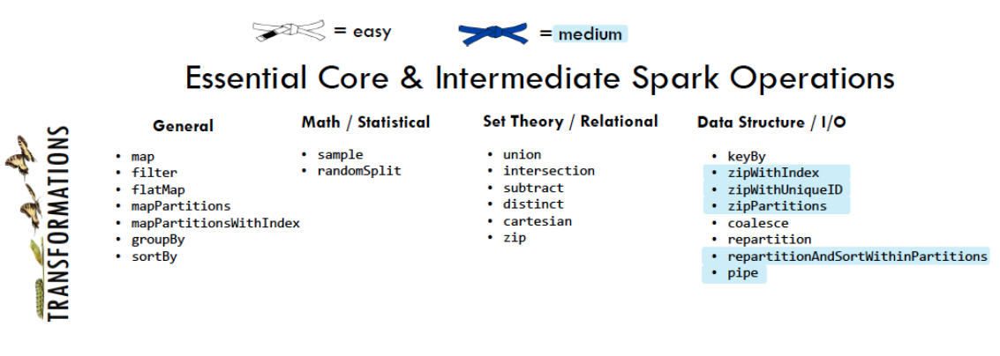 = easy
= medium
Essential Core & Intermediate Spark Operations
TRANSFORMATIONS
General
• map
• filter
• flatMap
• mapPartitions
• mapPartitionsWithIndex
• groupBy
• sortBy
Math / Statistical
• sample
• randomSplit
Set Theory / Relational
• union
• intersection
• subtract
• distinct
• cartesian
• zip
Data Structure / I/O
• keyBy
• zipWithIndex
• zipWithUniqueID
• zipPartitions
• coalesce
• repartition
• repartitionAndSortWithinPartitions
• pipe